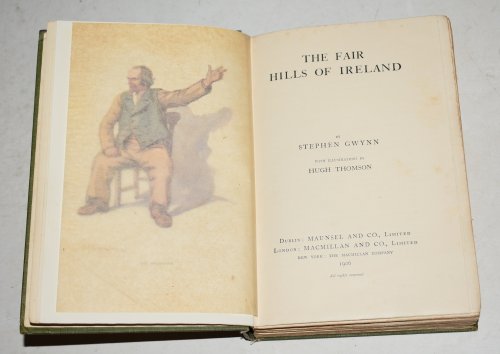 THE FAIR
HILLS OF IRELAND
BY
STEPHEN GWYNN
WITH ILLUSTRATIONS BY
HUGH THOMSON
DUBLIN: MAUNSEL AND CO., LIMITED
LONDON: MACMILLAN AND CO., LIMITED
NEW YORK: THE MACMILLAN COMPANY
1906
All rights reserved